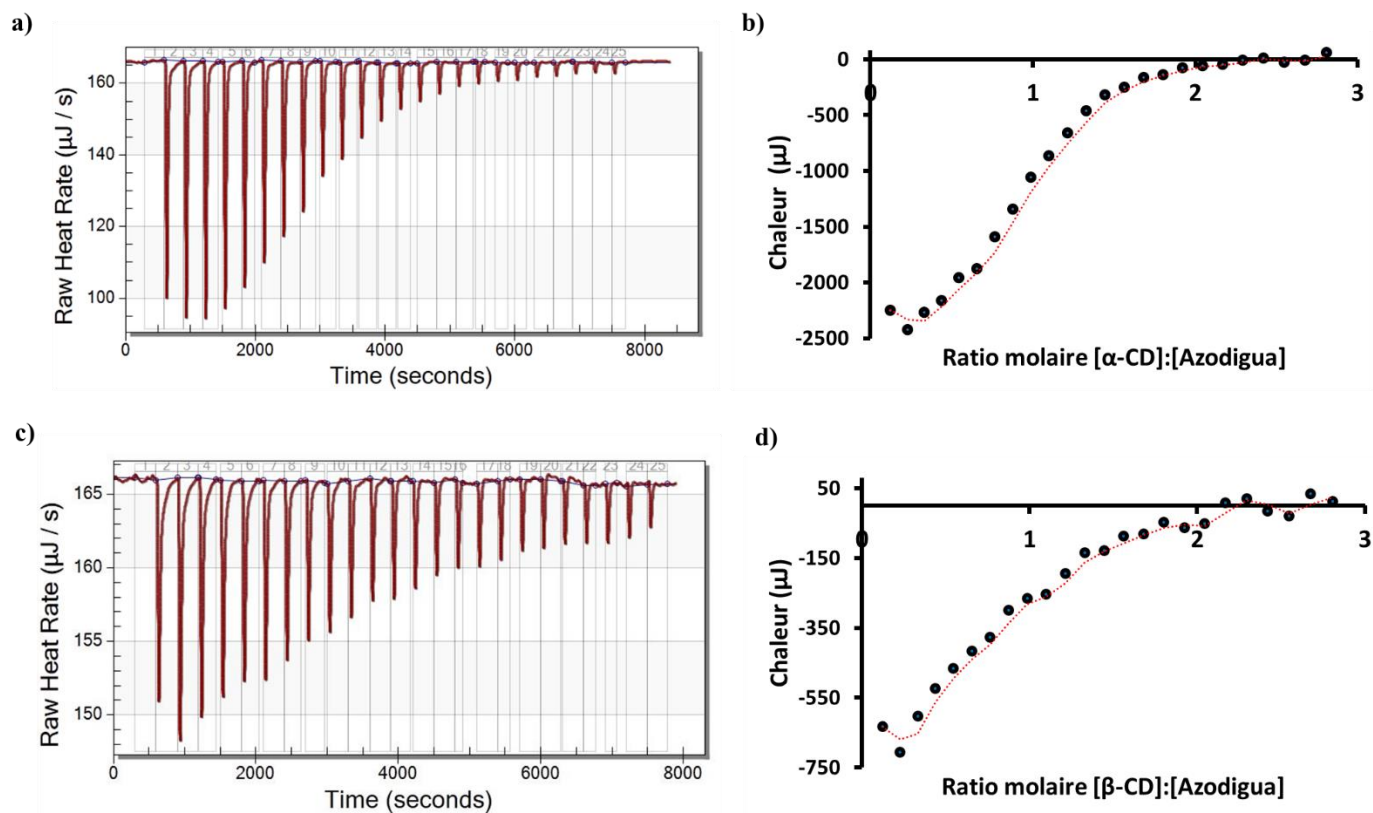 a)
1 2 3 4 5 6 7 8 9 10 11 12 13 14 15 16 17 18 19 20 21 22 23 24 25
160
140
120
100
Raw Heat Rate (µJ / s)
0 2000 4000 6000 8000
Time (seconds)
b)
0
-500
-1000
-1500
-2000
-2500
Chaleur (µJ)
0 1 2 3
Ratio molaire [α-CD]:[Azodigua]
c)
1 2 3 4 5 6 7 8 9 10 11 12 13 14 15 16 17 18 19 20 21 22 23 24 25
165
160
155
150
Raw Heat Rate (µJ / s)
0 2000 4000 6000 8000
Time (seconds)
d)
50
-150
-350
-550
-750
Chaleur (µJ)
0 1 2 3
Ratio molaire [β-CD]:[Azodigua]